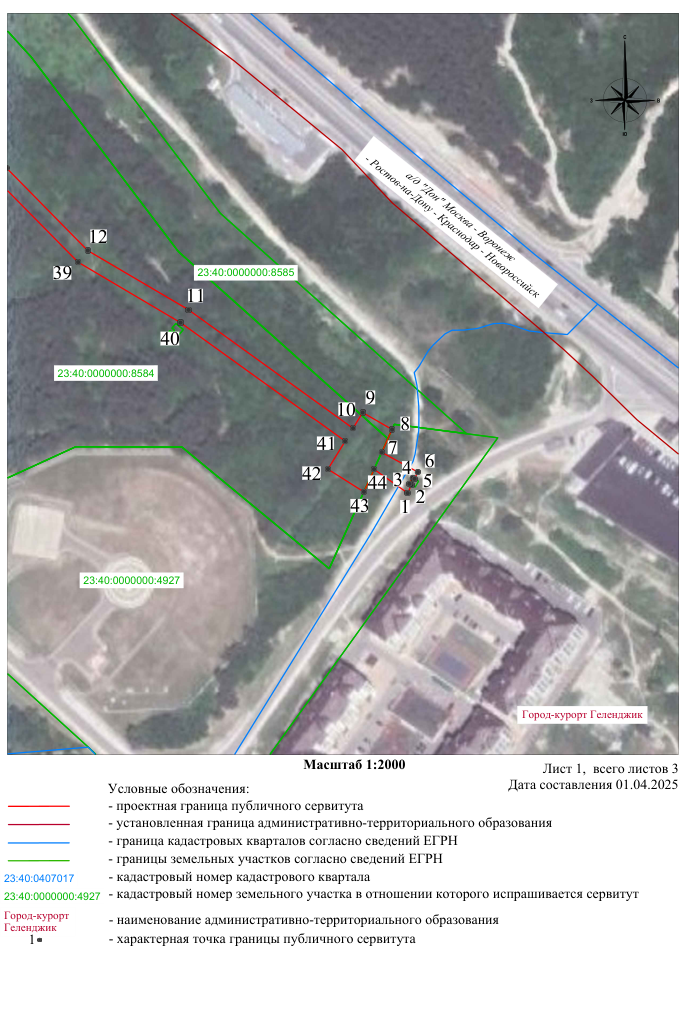 С
З
В
Ю
а/д "Дон" Москва - Воронеж
- Ростов-на-Дону - Краснодар - Новороссийск
12
39
23:40:0000000:8585
11
40
23:40:0000000:8584
9
10
8
41
7
42
44
4
6
3
5
43
1
2
23:40:0000000:4927
Город-курорт Геленджик
Масштаб 1:2000
Лист 1, всего листов 3
Дата составления 01.04.2025
Условные обозначения:
- проектная граница публичного сервитута
- установленная граница административно-территориального образования
- граница кадастровых кварталов согласно сведений ЕГРН
- границы земельных участков согласно сведений ЕГРН
23:40:0407017 - кадастровый номер кадастрового квартала
23:40:0000000:4927 - кадастровый номер земельного участка в отношении которого испрашивается сервитут
Город-курорт
Геленджик
- наименование административно-территориального образования
1 - характерная точка границы публичного сервитута